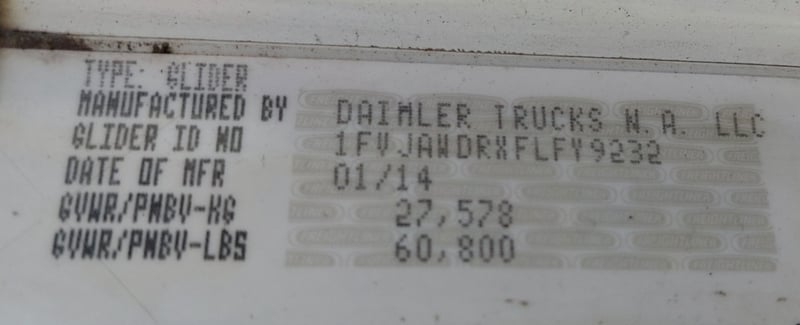 TYPE: GLIDER
MANUFACTURED BY DAIMLER TRUCKS N.A. LLC
GLIDER ID NO 1FVJAWDRXFLFY9232
DATE OF MFR 01/14
GVWR/PNBV-KG 27,578
GVWR/PNBV-LBS 60,800